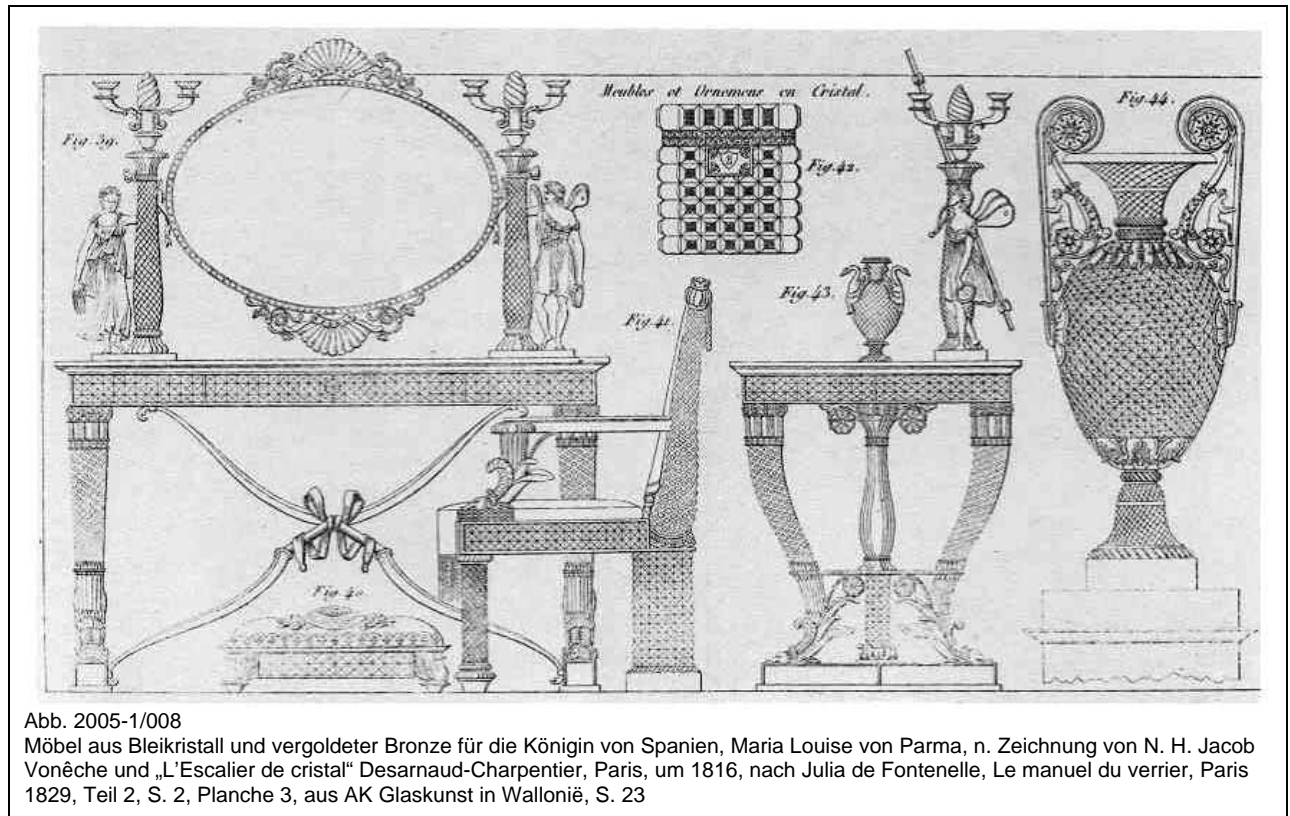 Meubles et Ornemens en Cristal.
Fig. 39.
Fig. 42.
Fig. 44.
Fig. 43.
Fig. 41.
Fig. 40.
Abb. 2005-1/008
Möbel aus Bleikristall und vergoldeter Bronze für die Königin von Spanien, Maria Louise von Parma, n. Zeichnung von N. H. Jacob
Vonêche und „L’Escalier de cristal“ Desarnaud-Charpentier, Paris, um 1816, nach Julia de Fontenelle, Le manuel du verrier, Paris
1829, Teil 2, S. 2, Planche 3, aus AK Glaskunst in Wallonië, S. 23